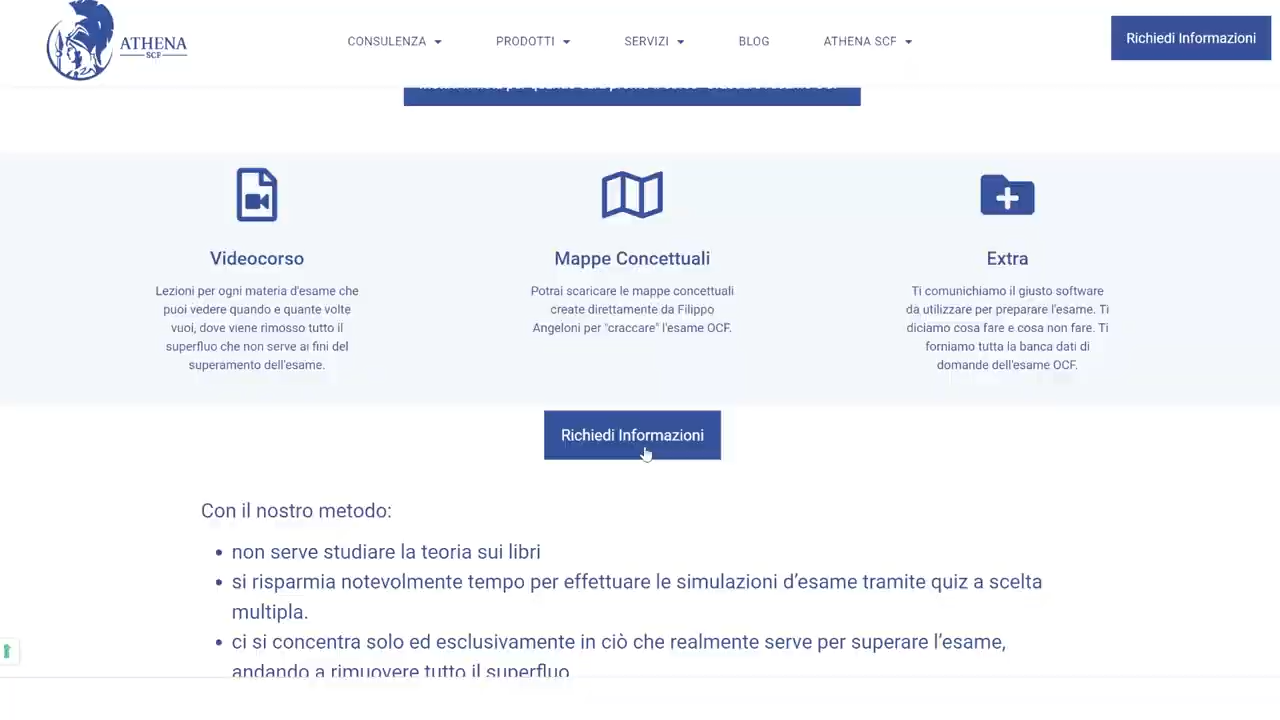 ATHENA
SCF
CONSULENZA
PRODOTTI
SERVIZI
BLOG
ATHENA SCF
Richiedi Informazioni
Videocorso
Lezioni per ogni materia d'esame che
puoi vedere quando e quante volte
vuoi, dove viene rimosso tutto il
superfluo che non serve ai fini del
superamento dell'esame.
Mappe Concettuali
Potrai scaricare le mappe concettuali
create direttamente da Filippo
Angeloni per "craccare" l'esame OCF.
Extra
Ti comunichiamo il giusto software
da utilizzare per preparare l'esame. Ti
diciamo cosa fare e cosa non fare. Ti
forniamo tutta la banca dati di
domande dell'esame OCF.
Richiedi Informazioni
Con il nostro metodo:
non serve studiare la teoria sui libri
si risparmia notevolmente tempo per effettuare le simulazioni d’esame tramite quiz a scelta
multipla.
ci si concentra solo ed esclusivamente in ciò che realmente serve per superare l’esame,
andando a rimuovere tutto il superfluo